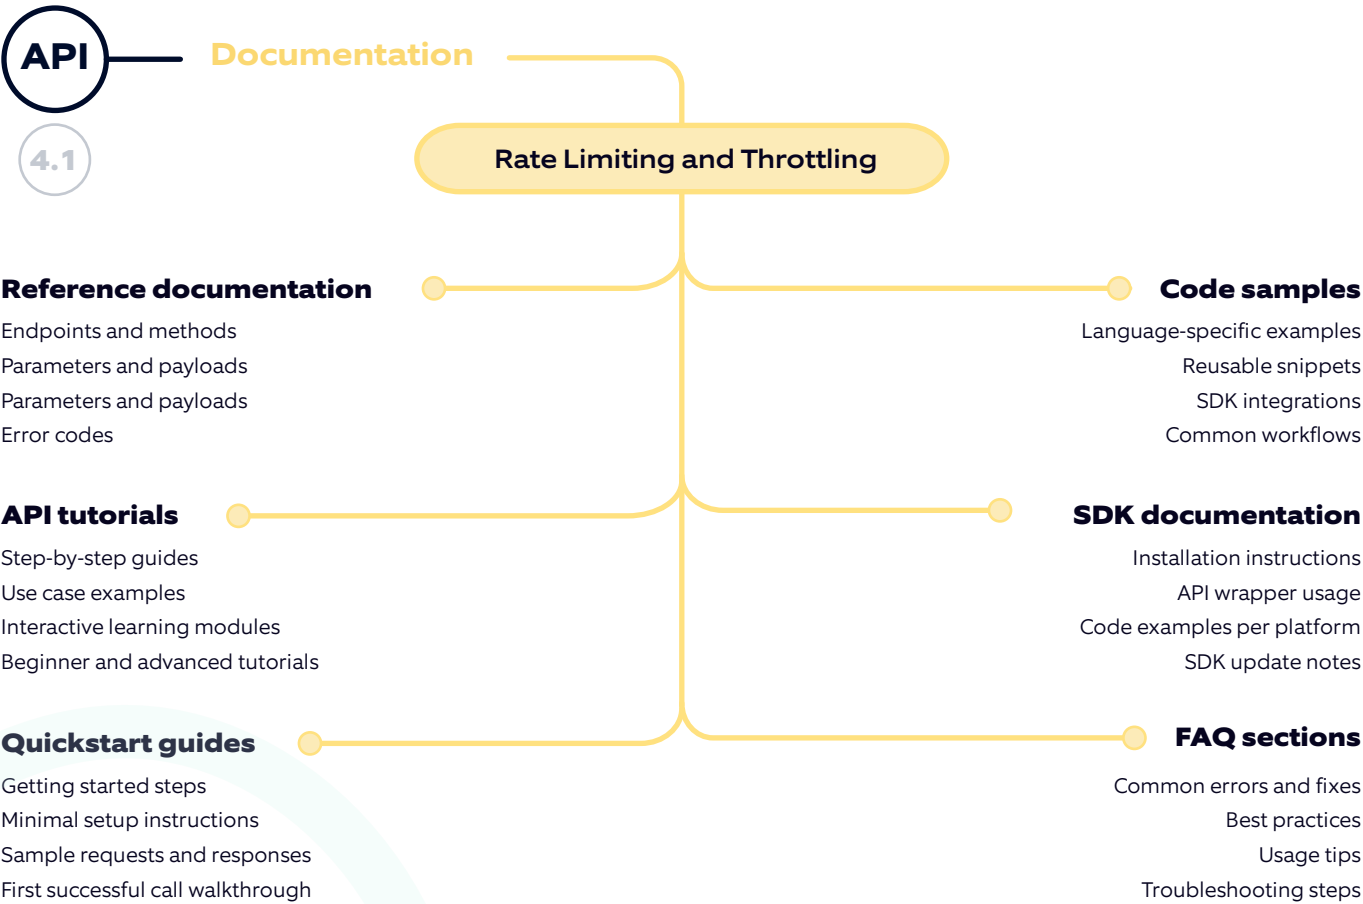 API
Documentation
4.1
Rate Limiting and Throttling
Reference documentation
Endpoints and methods
Parameters and payloads
Parameters and payloads
Error codes
Code samples
Language-specific examples
Reusable snippets
SDK integrations
Common workflows
API tutorials
Step-by-step guides
Use case examples
Interactive learning modules
Beginner and advanced tutorials
SDK documentation
Installation instructions
API wrapper usage
Code examples per platform
SDK update notes
Quickstart guides
Getting started steps
Minimal setup instructions
Sample requests and responses
First successful call walkthrough
FAQ sections
Common errors and fixes
Best practices
Usage tips
Troubleshooting steps